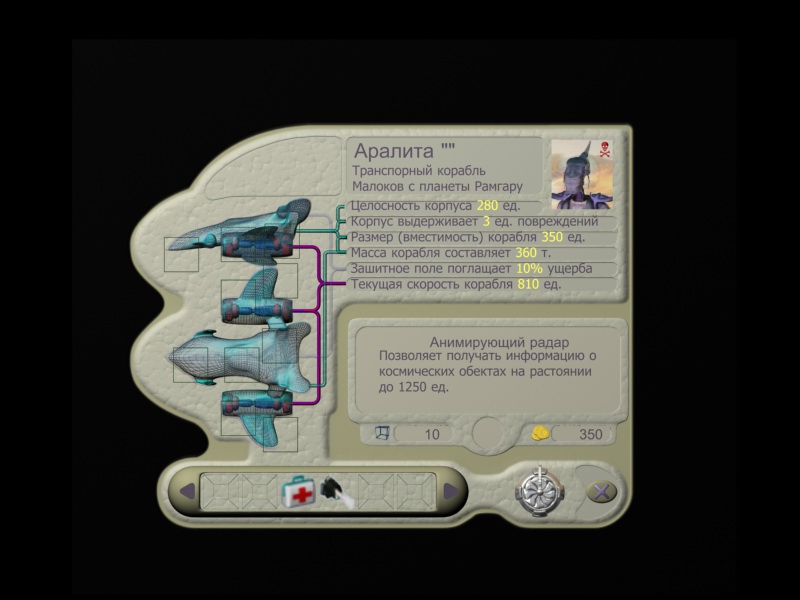 Аралита ""
Транспорный корабль
Малоков с планеты Рамгару
Целосность корпуса 280 ед.
Корпус выдерживает 3 ед. повреждений
Размер (вместимость) корабля 350 ед.
Масса корабля составляет 360 т.
Зашитное поле поглащает 10% ущерба
Текущая скорость корабля 810 ед.
Анимирующий радар
Позволяет получать информацию о
космических обектах на растоянии
до 1250 ед.
10
350